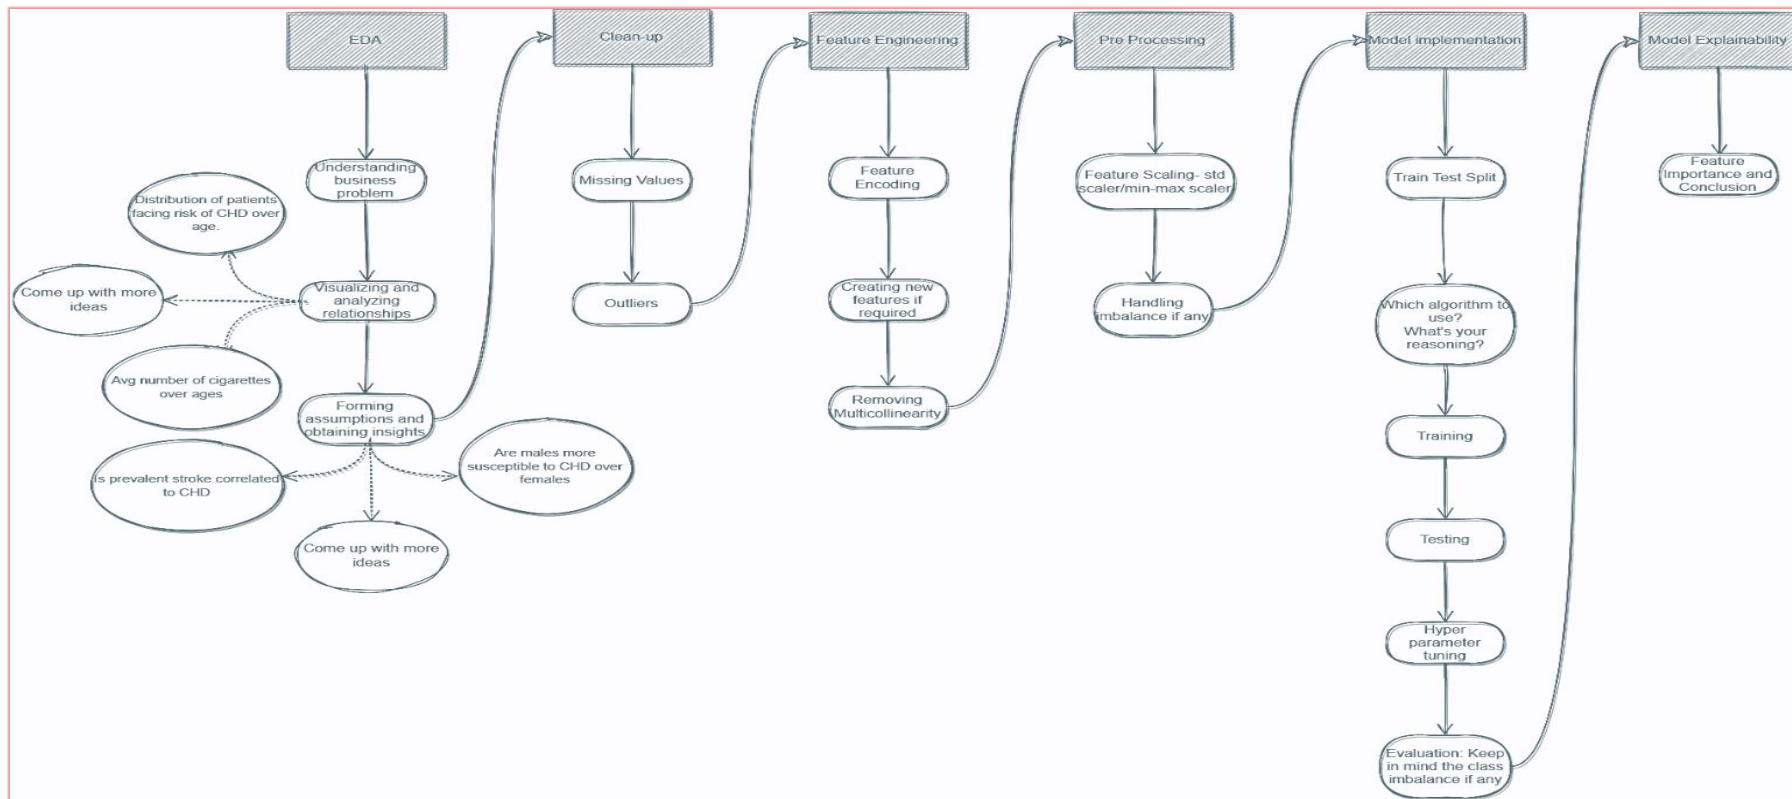 EDA
Understanding
business
problem
Distribution of patients
facing risk of CHD over
age.
Come up with more
ideas
Visualizing and
analyzing
relationships
Avg number of cigarettes
over ages
Forming
assumptions and
obtaining insights
Is prevalent stroke correlated
to CHD
Come up with more
ideas
Are males more
susceptible to CHD over
females
Clean-up
Missing Values
Outliers
Feature Engineering
Feature
Encoding
Creating new
features if
required
Removing
Multicollinearity
Pre Processing
Feature Scaling- std
scaler/min-max scaler
Handling
imbalance if any
Model implementation
Train Test Split
Which algorithm to
use?
What's your
reasoning?
Training
Testing
Hyper
parameter
tuning
Evaluation: Keep
in mind the class
imbalance if any
Model Explainability
Feature
Importance and
Conclusion